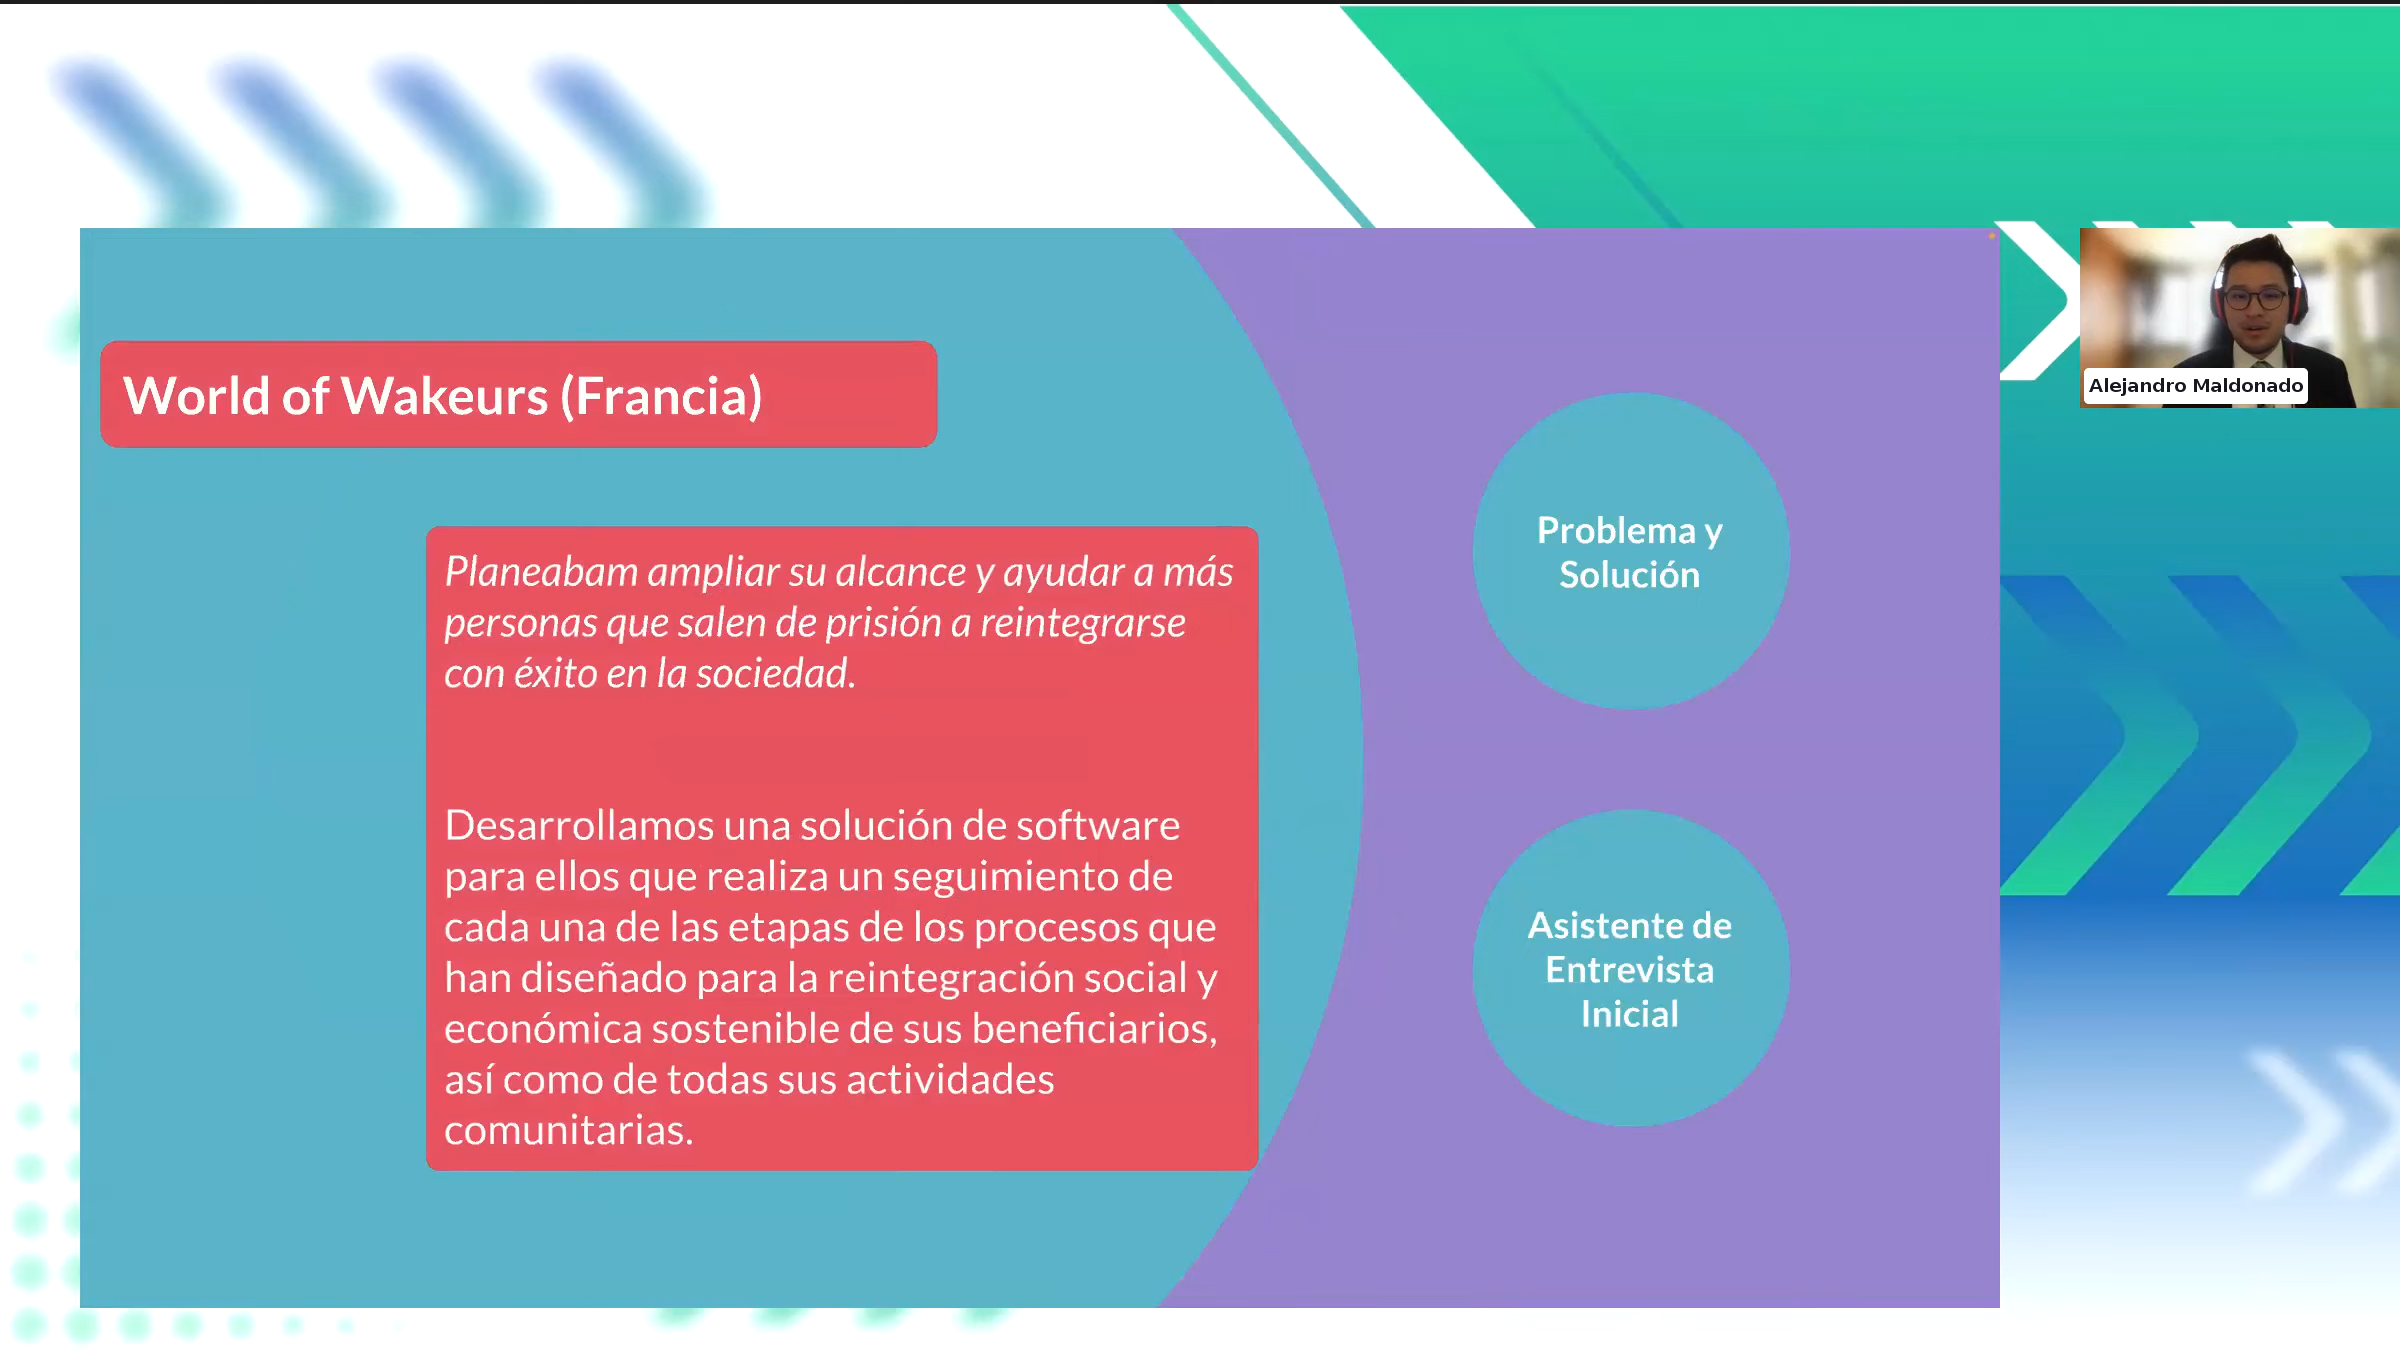 World of Wakeurs (Francia)
Planeabam ampliar su alcance y ayudar a más
personas que salen de prisión a reintegrarse
con éxito en la sociedad.
Desarrollamos una solución de software
para ellos que realiza un seguimiento de
cada una de las etapas de los procesos que
han diseñado para la reintegración social y
económica sostenible de sus beneficiarios,
así como de todas sus actividades
comunitarias.
Problema y
Solución
Asistente de
Entrevista
Inicial
Alejandro Maldonado